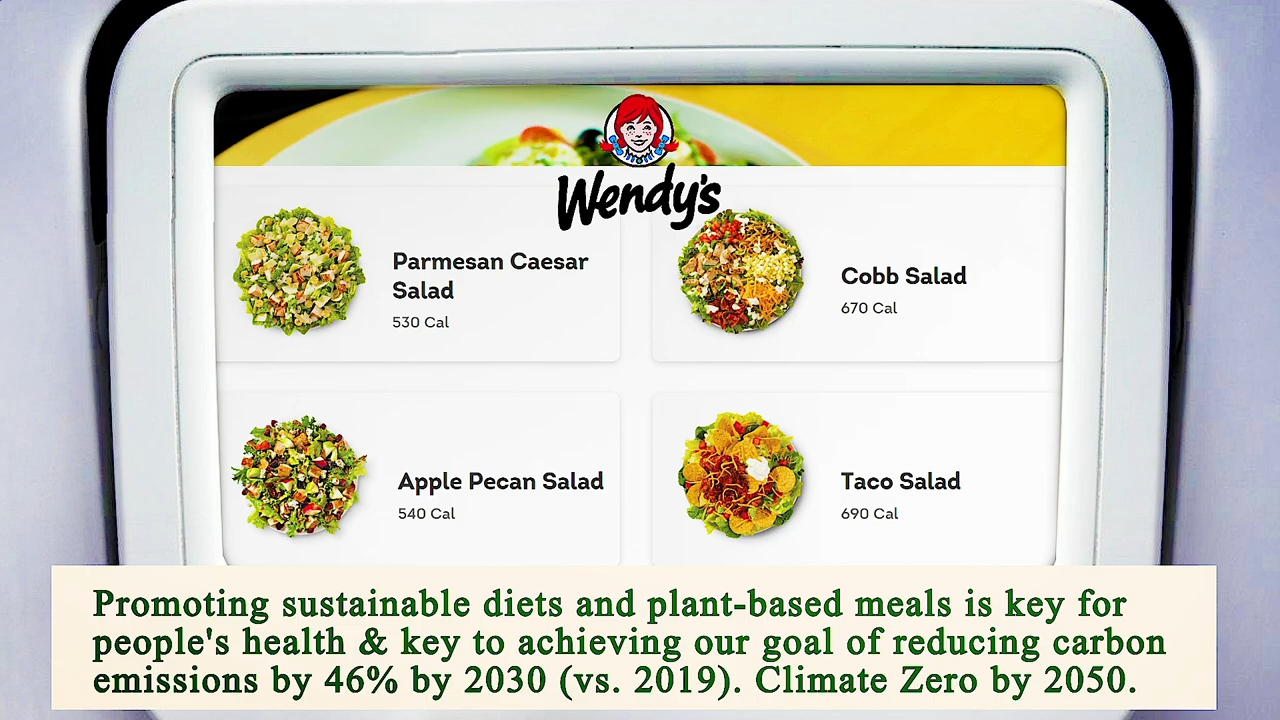 Wendy's
Parmesan Caesar
Salad
530 Cal
Cobb Salad
670 Cal
Apple Pecan Salad
540 Cal
Taco Salad
690 Cal
Promoting sustainable diets and plant-based meals is key for
people's health & key to achieving our goal of reducing carbon
emissions by 46% by 2030 (vs. 2019). Climate Zero by 2050.